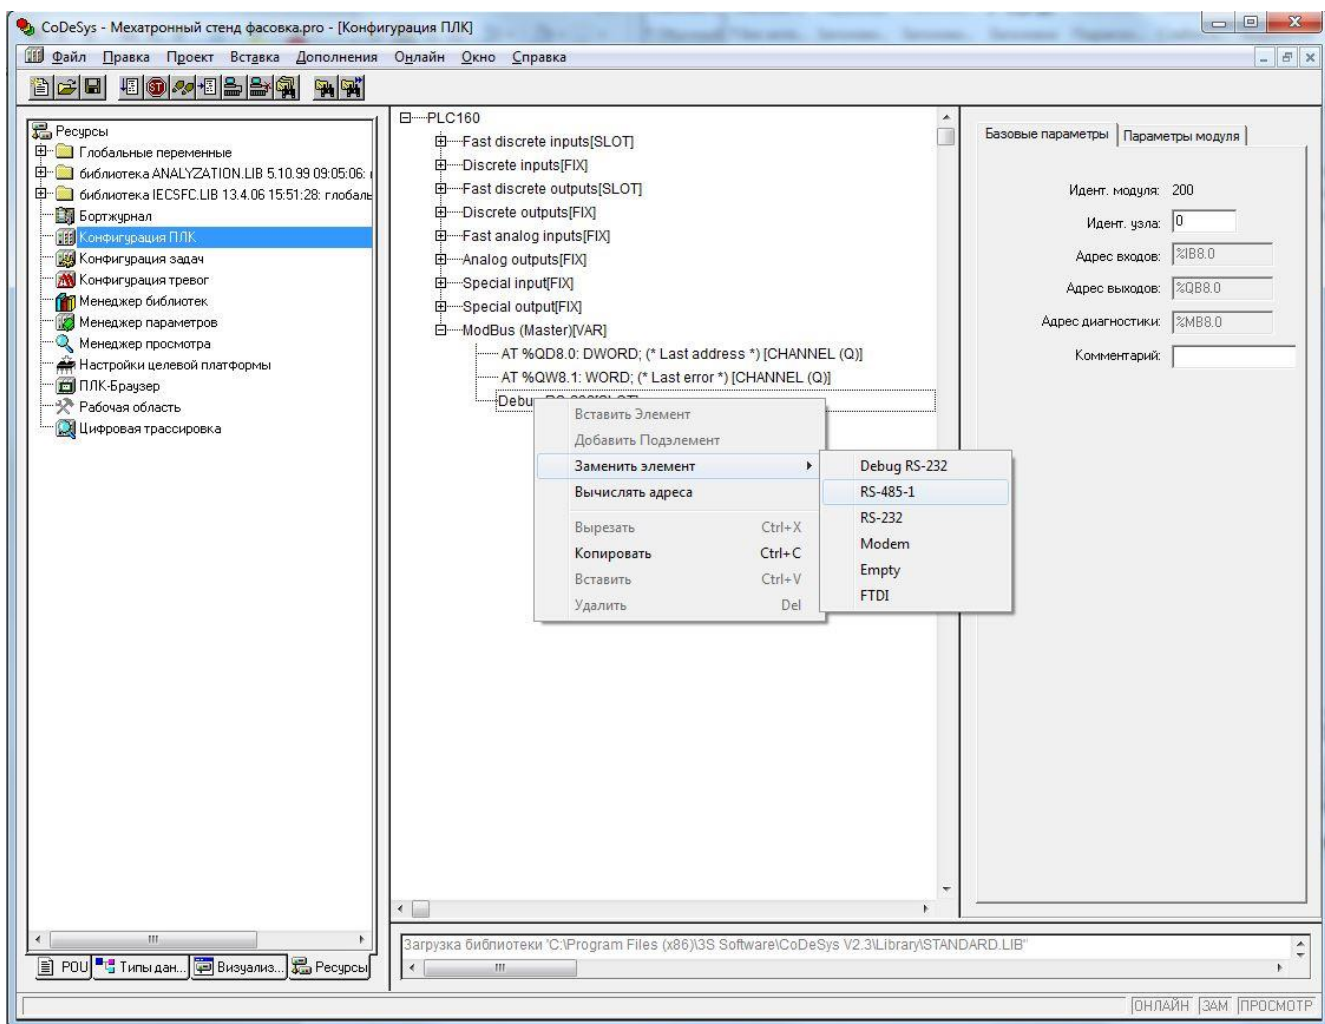 CoDeSys - Мехатронный стенд фасовка.pro - [Конфигурация ПЛК]
Файл Правка Проект Вставка Дополнения Онлайн Окно Справка
Ресурсы
Глобальные переменные
библиотека ANALYZATION.LIB 5.10.99 09:05:06:
библиотека IECSFC.LIB 13.4.06 15:51:28: глобаль
Бортжурнал
Конфигурация ПЛК
Конфигурация задач
Конфигурация тревог
Менеджер библиотек
Менеджер параметров
Менеджер просмотра
Настройки целевой платформы
ПЛК-Браузер
Рабочая область
Цифровая трассировка
POU Типы дан... Визуализ... Ресурсы
PLC160
Fast discrete inputs[SLOT]
Discrete inputs[FIX]
Fast discrete outputs[SLOT]
Discrete outputs[FIX]
Fast analog inputs[FIX]
Analog outputs[FIX]
Special input[FIX]
Special output[FIX]
ModBus (Master)[VAR]
AT %QD8.0: DWORD; (* Last address *) [CHANNEL (Q)]
AT %QW8.1: WORD; (* Last error *) [CHANNEL (Q)]
Debu
Вставить Элемент
Добавить Подэлемент
Заменить элемент
Вычислять адреса
Вырезать Ctrl+X
Копировать Ctrl+C
Вставить Ctrl+V
Удалить Del
Debug RS-232
RS-485-1
RS-232
Modem
Empty
FTDI
Базовые параметры Параметры модуля
Идент. модуля: 200
Идент. узла: 0
Адрес входов: %IB8.0
Адрес выходов: %QB8.0
Адрес диагностики: %MB8.0
Комментарий:
Загрузка библиотеки 'C:\Program Files (x86)\3S Software\CoDeSys V2.3\Library\STANDARD.LIB"
ОНЛАЙН ЗАМ ПРОСМОТР